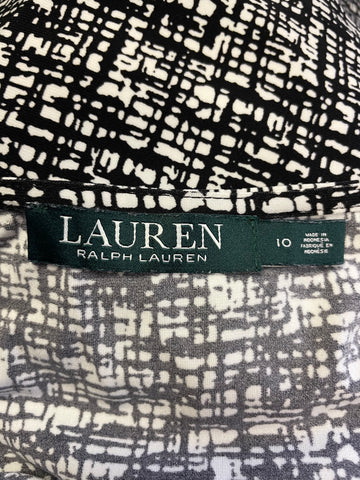 LAUREN
RALPH LAUREN
10
MADE IN
INDONESIA
FABRIQUÉ EN
INDONÉSIE